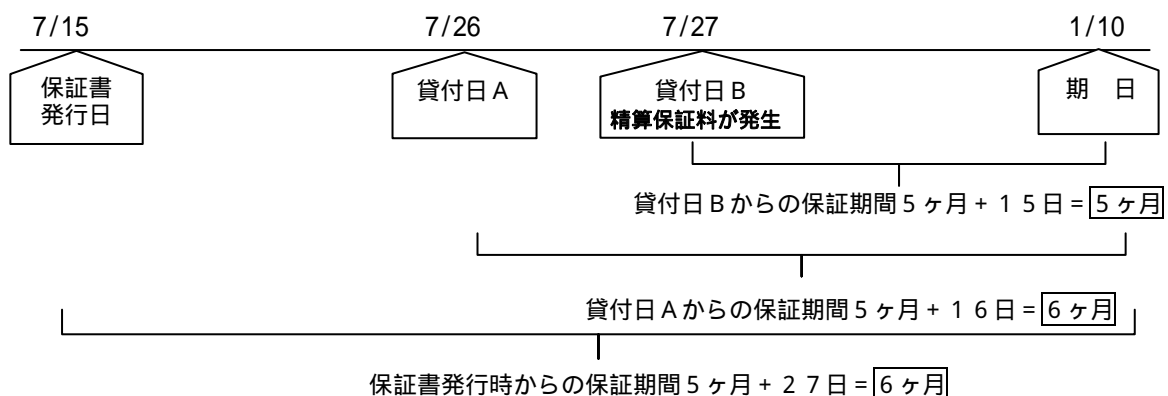 7/15 7/26 7/27 1/10
保証書
発行日
貸付日A
貸付日B
精算保証料が発生
期 日
貸付日Bからの保証期間5ヶ月+15日=5ヶ月
貸付日Aからの保証期間5ヶ月+16日=6ヶ月
保証書発行時からの保証期間5ヶ月+27日=6ヶ月